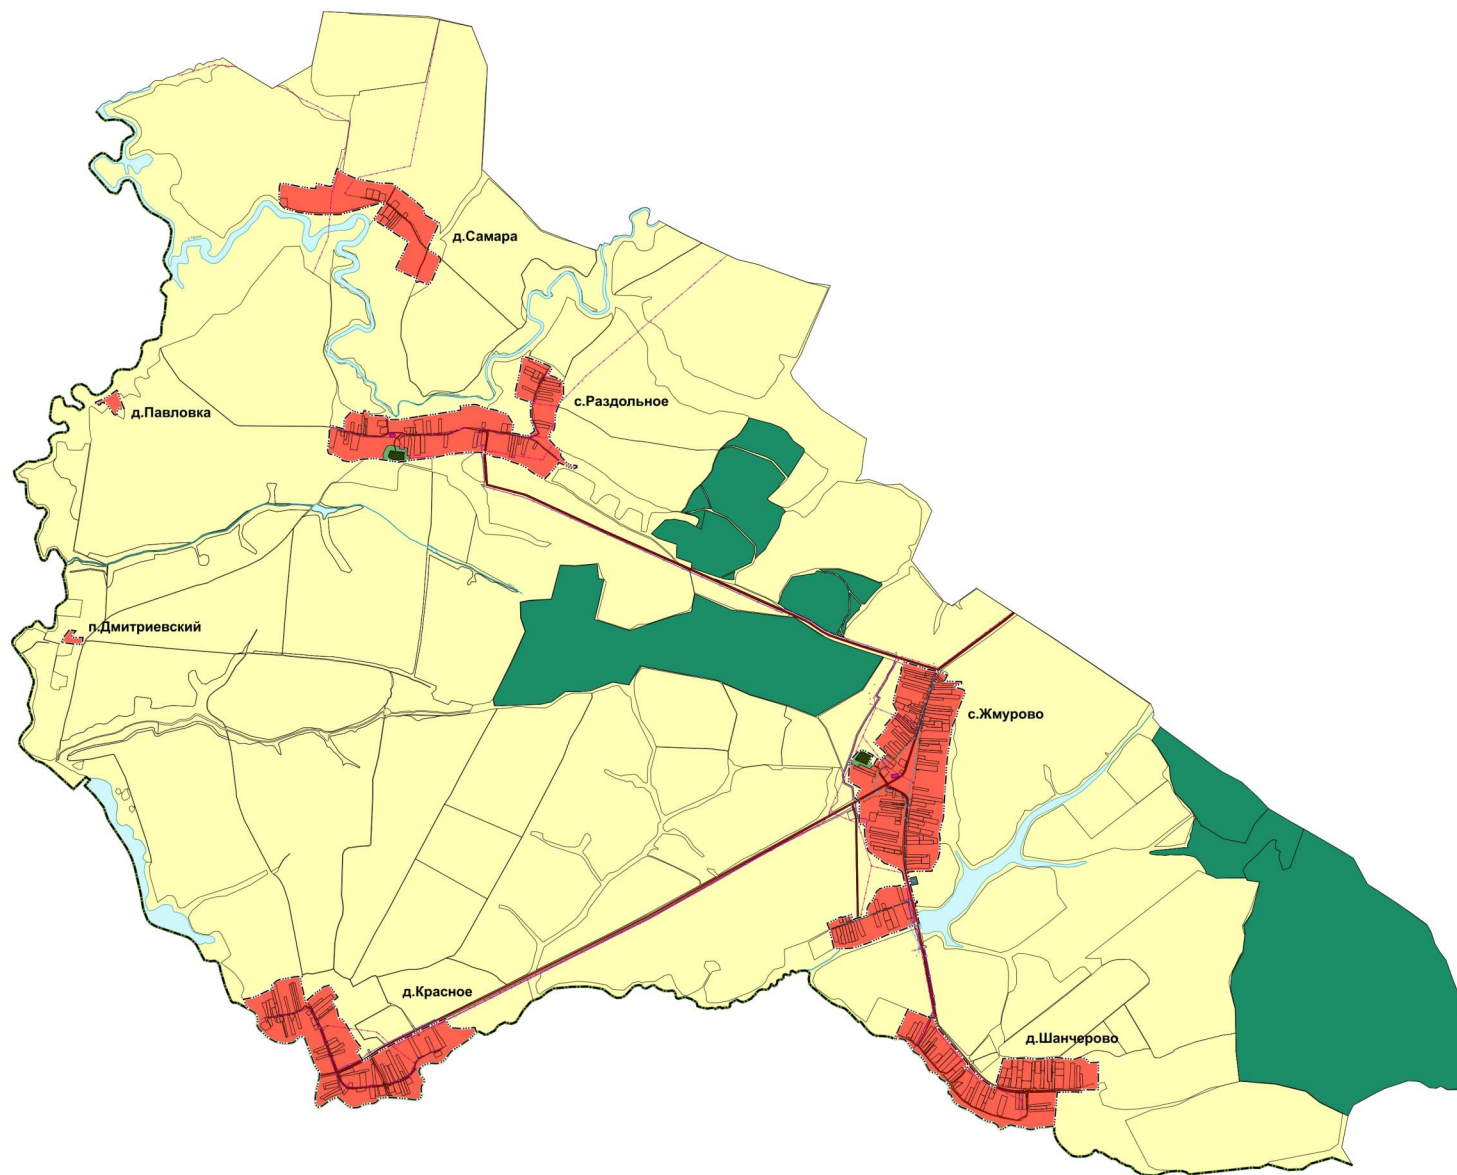 д.Самара
с.Раздольное
д.Павловка
п.Дмитриевский
с.Жмурово
д.Красное
д.Шанчерово